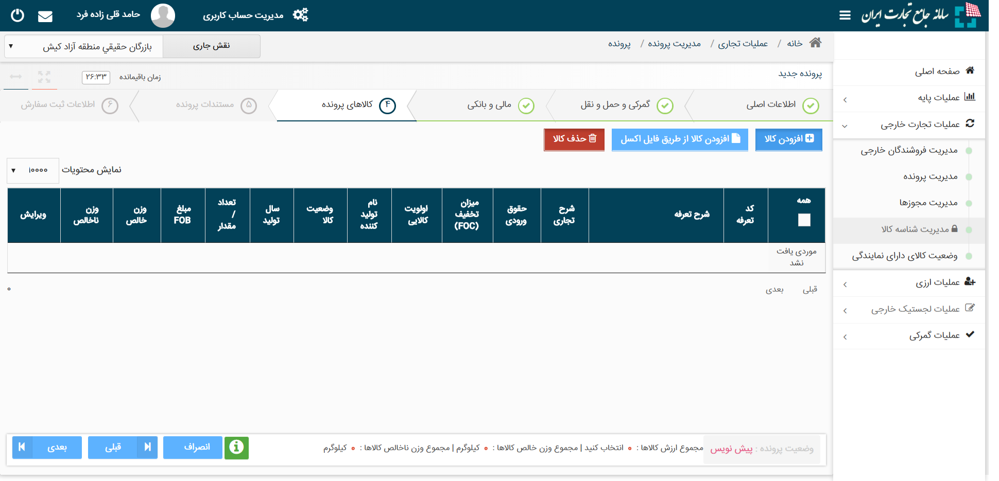 سامانه جامع تجارت ایران
مدیریت حساب کاربری
حامد قلی زاده فرد
خانه / عملیات تجاری / مدیریت پرونده / پرونده
نقش جاری
بازرگان حقيقي منطقه آزاد كيش
صفحه اصلی
عملیات پایه
عملیات تجارت خارجی
مدیریت فروشندگان خارجی
مدیریت پرونده
مدیریت مجوزها
مدیریت شناسه کالا
وضعیت کالای دارای نمایندگی
عملیات ارزی
عملیات لجستیک خارجی
عملیات گمرکی
پرونده جدید
زمان باقیمانده ۲۶:۳۳
اطلاعات اصلی
گمرکی و حمل و نقل
مالی و بانکی
۴ کالاهای پرونده
۵ مستندات پرونده
۶ اطلاعات ثبت سفارش
افزودن کالا
افزودن کالا از طریق فایل اکسل
حذف کالا
نمایش محتویات ۱۰۰۰۰
همه
کد تعرفه
شرح تعرفه
شرح تجاری
حقوق ورودی
میزان تخفیف (FOC)
اولویت کالایی
نام تولید کننده
وضعیت کالا
سال تولید
تعداد / مقدار
مبلغ FOB
وزن خالص
وزن ناخالص
ویرایش
موردی یافت نشد
قبلی بعدی
۰
وضعیت پرونده : پیش نویس
مجموع ارزش کالاها : ۰ انتخاب کنید | مجموع وزن خالص کالاها : ۰ کیلوگرم | مجموع وزن ناخالص کالاها : ۰ کیلوگرم
انصراف
قبلی
بعدی